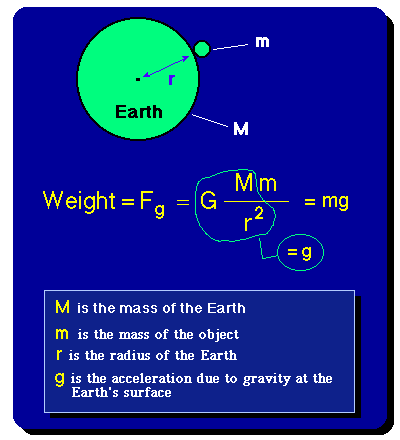 m
r
Earth
M
Weight = Fg = G Mm/r² = mg
= g
M is the mass of the Earth
m is the mass of the object
r is the radius of the Earth
g is the acceleration due to gravity at the
Earth's surface